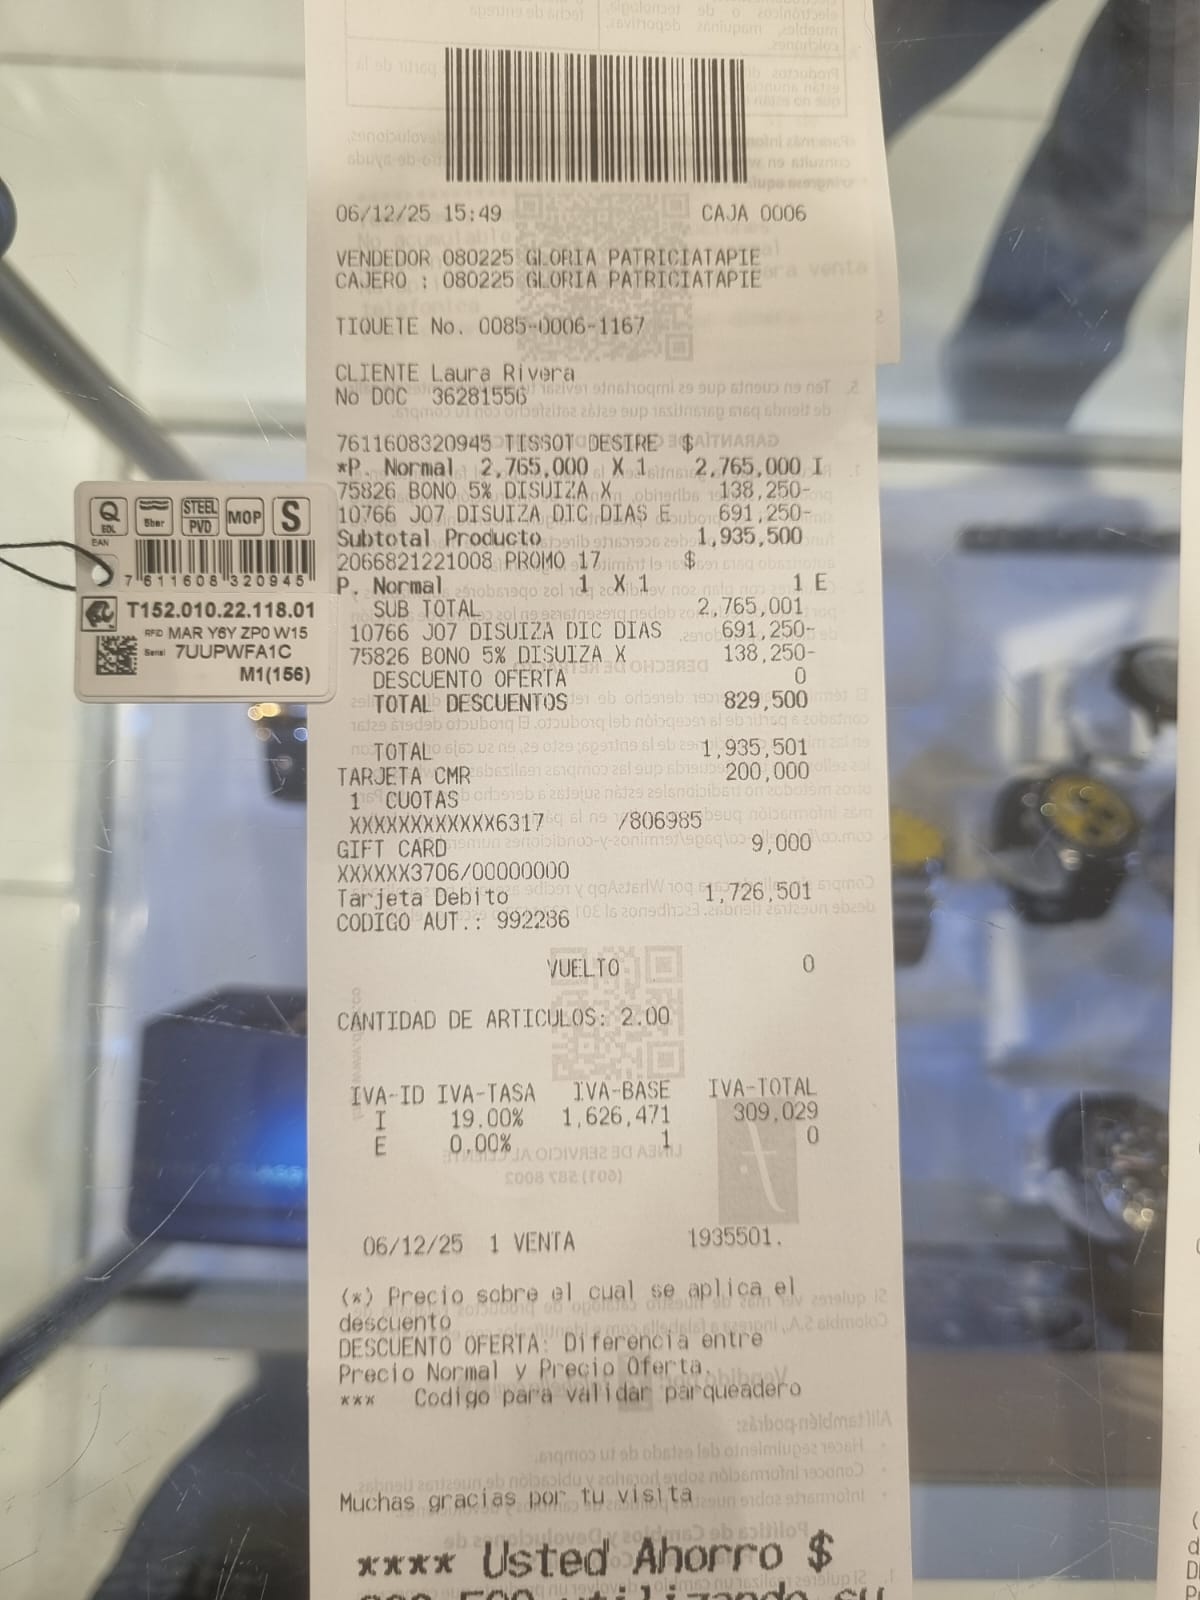 06/12/25 15:49 CAJA 0006
VENDEDOR 080225 GLORIA PATRICIATAPIE
CAJERO : 080225 GLORIA PATRICIATAPIE
TIQUETE No. 0085-0006-1167
CLIENTE Laura Rivera
No DOC 36281556
7611608320945 TISSOT DESIRE $
*P. Normal 2,765,000 X 1 2,765,000 I
75826 BONO 5% DISUIZA X 138,250-
10766 J07 DISUIZA DIC DIAS E 691,250-
Subtotal Producto 1,935,500
2066821221008 PROMO 17 $
P. Normal 1 X 1 1 E
SUB TOTAL 2,765,001
10766 J07 DISUIZA DIC DIAS 691,250-
75826 BONO 5% DISUIZA X 138,250-
DESCUENTO OFERTA 0
TOTAL DESCUENTOS 829,500
TOTAL 1,935,501
TARJETA CMR 200,000
1 CUOTAS
XXXXXXXXXXXX6317 /806985
GIFT CARD 9,000
XXXXXX3706/00000000
Tarjeta Debito 1,726,501
CODIGO AUT.: 992286
VUELTO 0
CANTIDAD DE ARTICULOS: 2.00
IVA-ID IVA-TASA IVA-BASE IVA-TOTAL
I 19.00% 1,626,471 309,029
E 0.00% 1 0
06/12/25 1 VENTA 1935501.
(*) Precio sobre el cual se aplica el
descuento
DESCUENTO OFERTA: Diferencia entre
Precio Normal y Precio Oferta.
*** Codigo para validar parqueadero
Muchas gracias por tu visita
**** Usted Ahorro $
utilizando su
Q EOL 5bar STEEL PVD MOP S
EAN
7 611608 320945
T152.010.22.118.01
RFID MAR Y6Y ZP0 W15
Serial 7UUPWFA1C
M1(156)